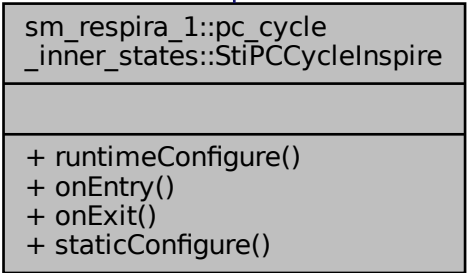 sm_respira_1::pc_cycle
_inner_states::StiPCCycleInspire
+ runtimeConfigure()
+ onEntry()
+ onExit()
+ staticConfigure()